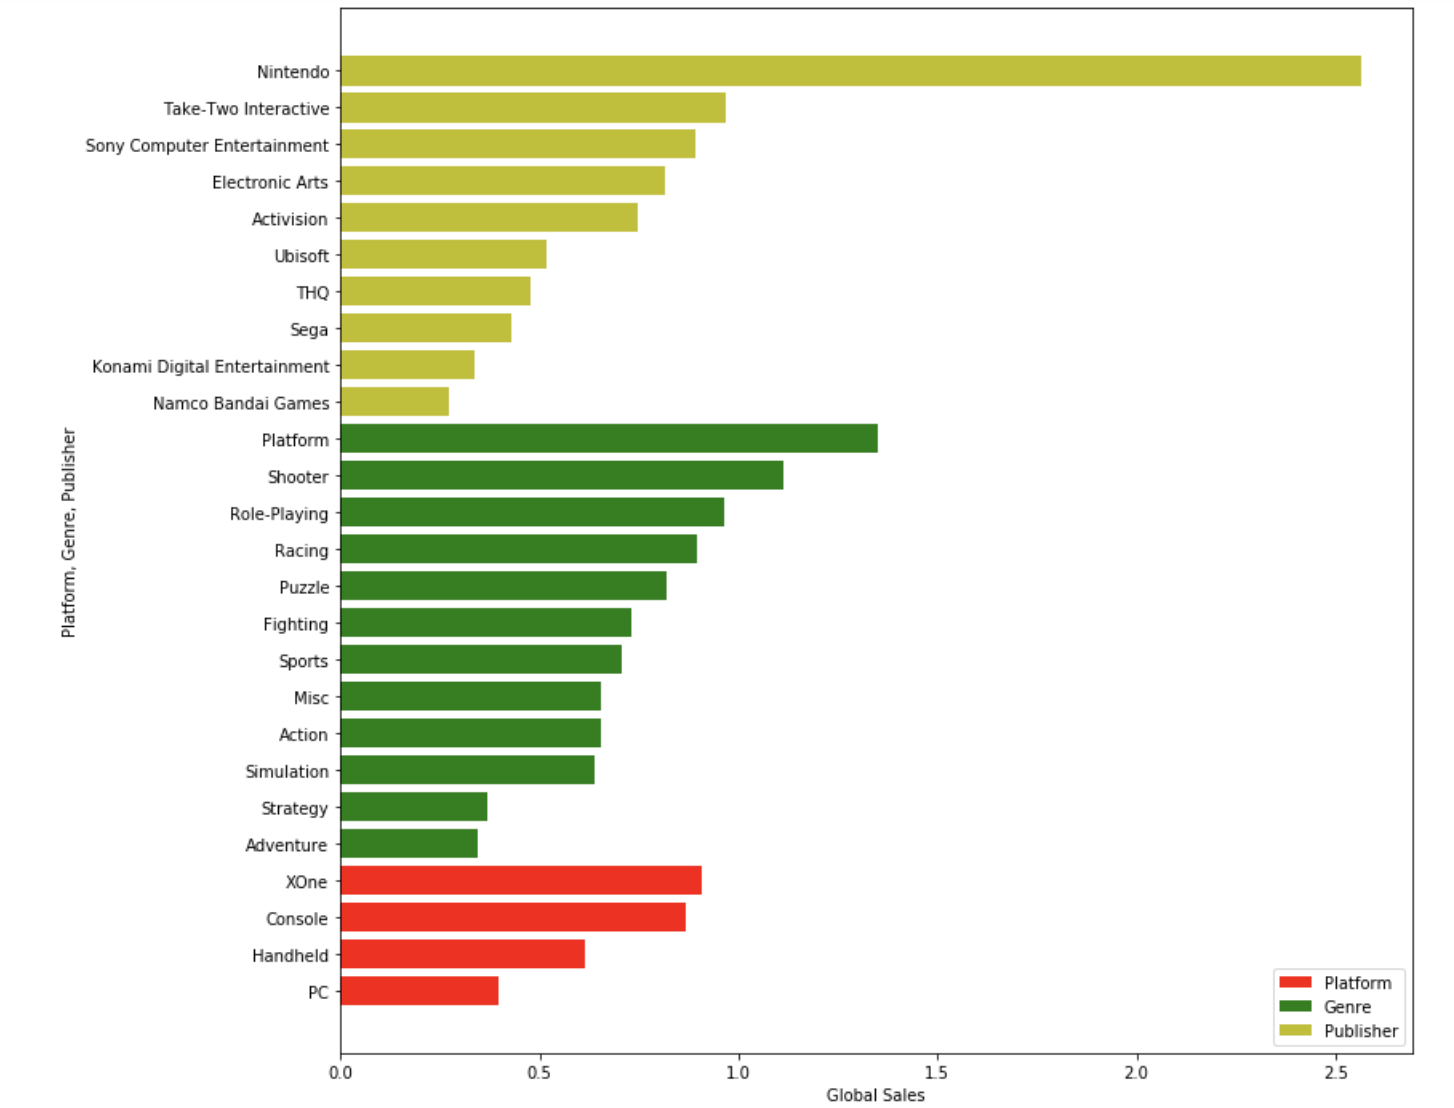 Nintendo
Take-Two Interactive
Sony Computer Entertainment
Electronic Arts
Activision
Ubisoft
THQ
Sega
Konami Digital Entertainment
Namco Bandai Games
Platform
Shooter
Role-Playing
Racing
Puzzle
Fighting
Sports
Misc
Action
Simulation
Strategy
Adventure
XOne
Console
Handheld
PC
Platform, Genre, Publisher
Platform
Genre
Publisher
0.0 0.5 1.0 1.5 2.0 2.5
Global Sales